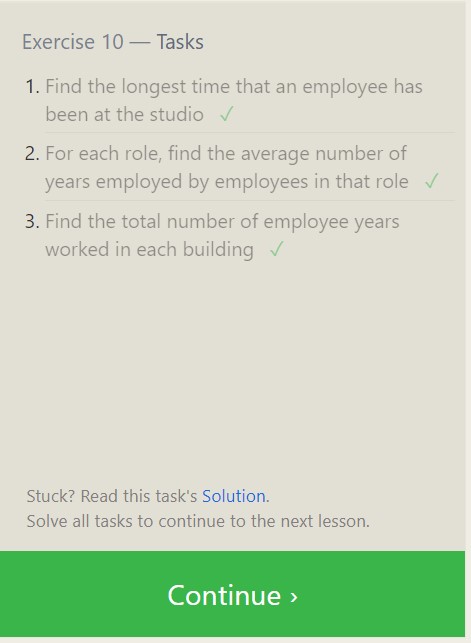 Exercise 10 — Tasks
1. Find the longest time that an employee has
been at the studio ✓
2. For each role, find the average number of
years employed by employees in that role ✓
3. Find the total number of employee years
worked in each building ✓
Stuck? Read this task's Solution.
Solve all tasks to continue to the next lesson.
Continue ›